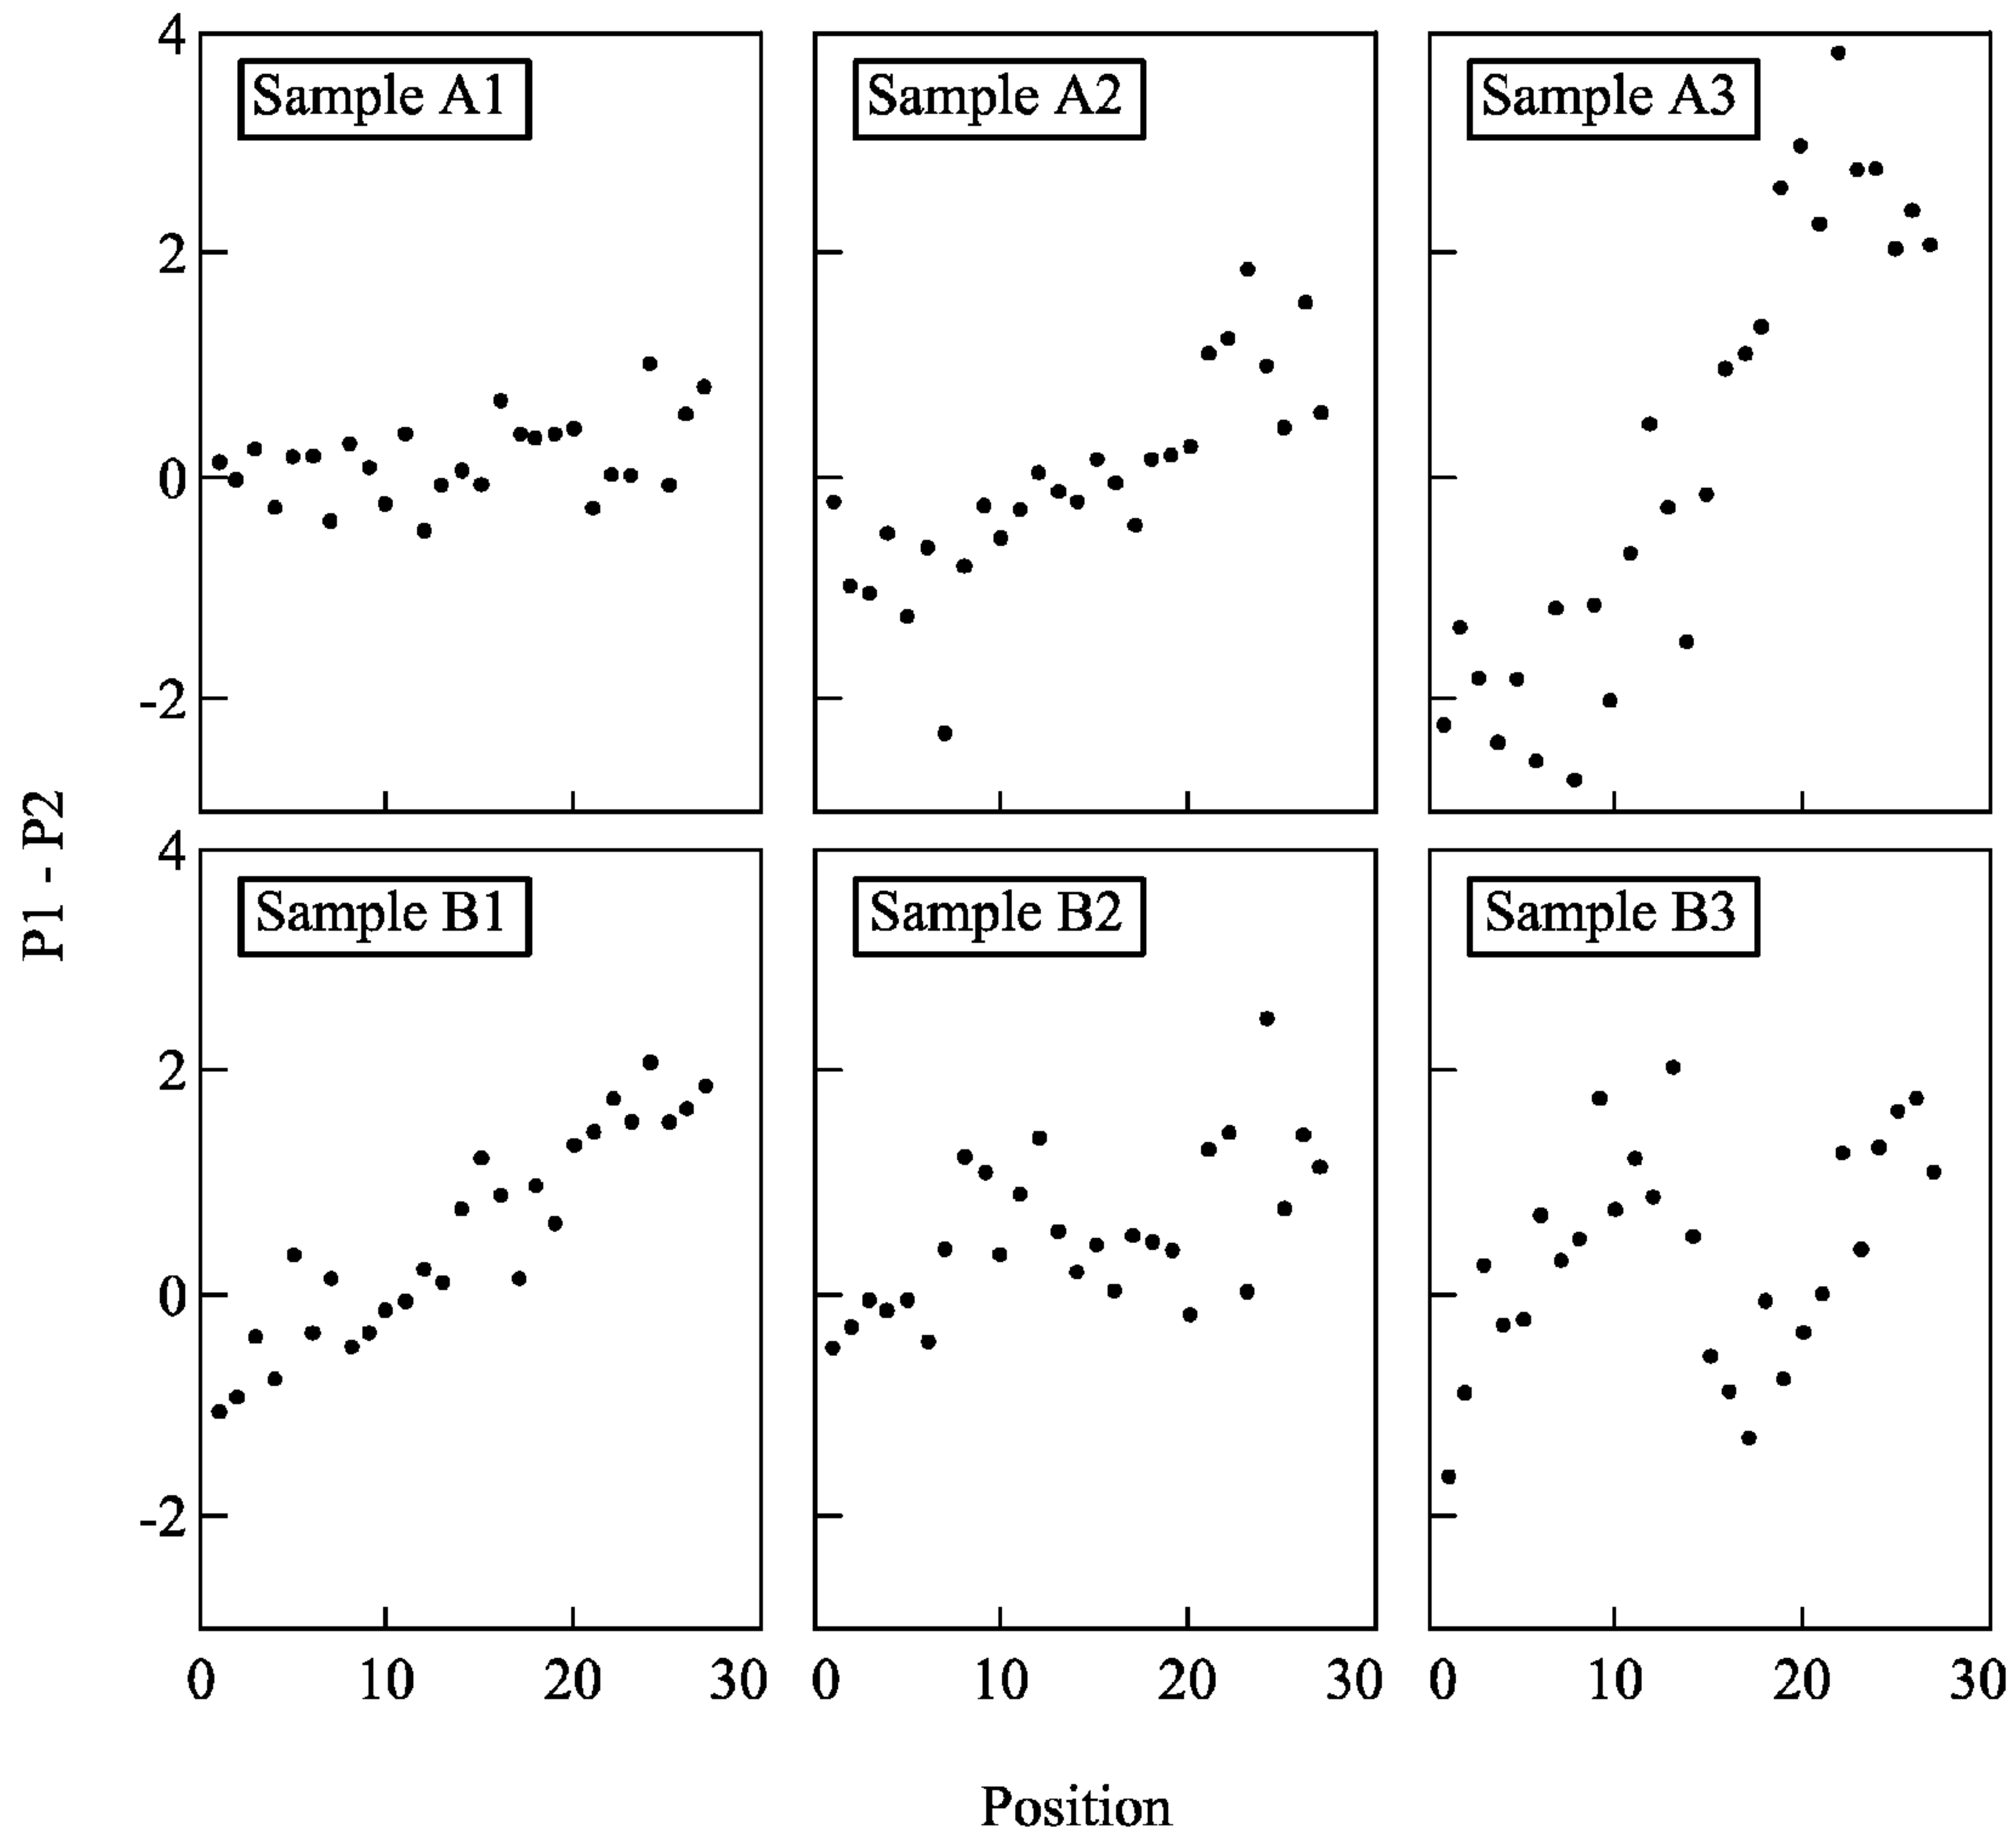 4
Sample A1
Sample A2
Sample A3
2
0
-2
P1 - P2
4
Sample B1
Sample B2
Sample B3
2
0
-2
0 10 20 30 0 10 20 30 0 10 20 30
Position